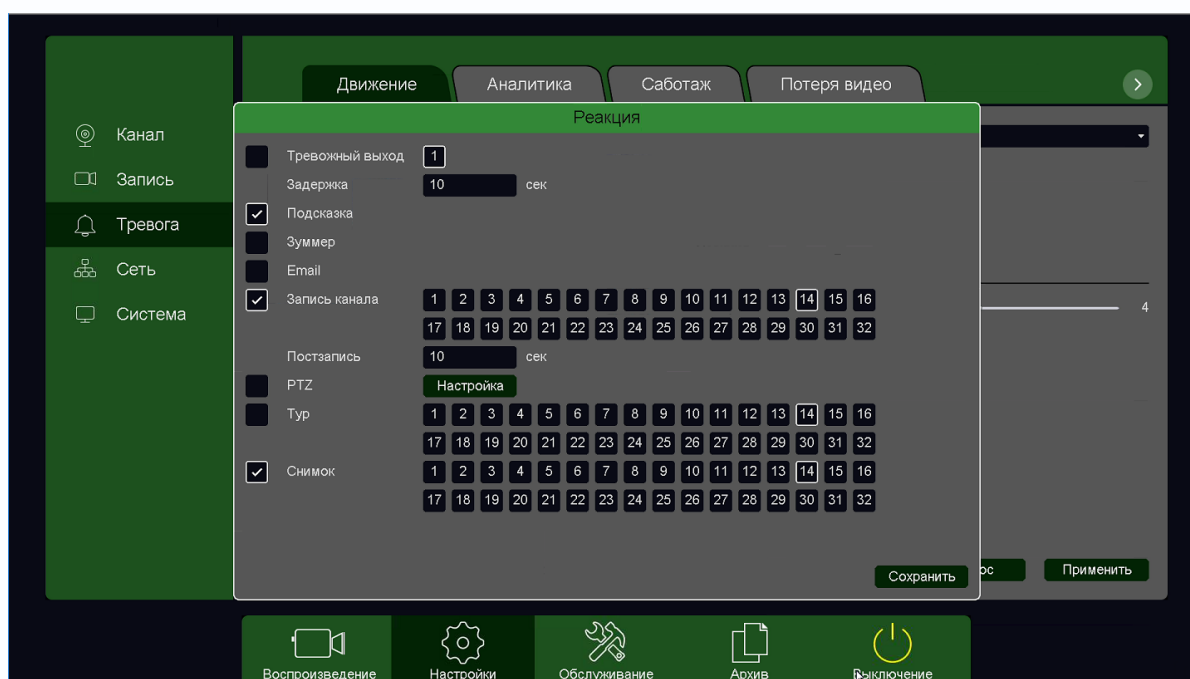 Движение Аналитика Саботаж Потеря видео
Реакция
Канал
Запись
Тревога
Сеть
Система
Тревожный выход 1
Задержка 10 сек
Подсказка
Зуммер
Email
Запись канала 1 2 3 4 5 6 7 8 9 10 11 12 13 14 15 16
17 18 19 20 21 22 23 24 25 26 27 28 29 30 31 32
Постзапись 10 сек
PTZ Настройка
Тур 1 2 3 4 5 6 7 8 9 10 11 12 13 14 15 16
17 18 19 20 21 22 23 24 25 26 27 28 29 30 31 32
Снимок 1 2 3 4 5 6 7 8 9 10 11 12 13 14 15 16
17 18 19 20 21 22 23 24 25 26 27 28 29 30 31 32
4
Сохранить
ос Применить
Воспроизведение Настройки Обслуживание Архив Выключение